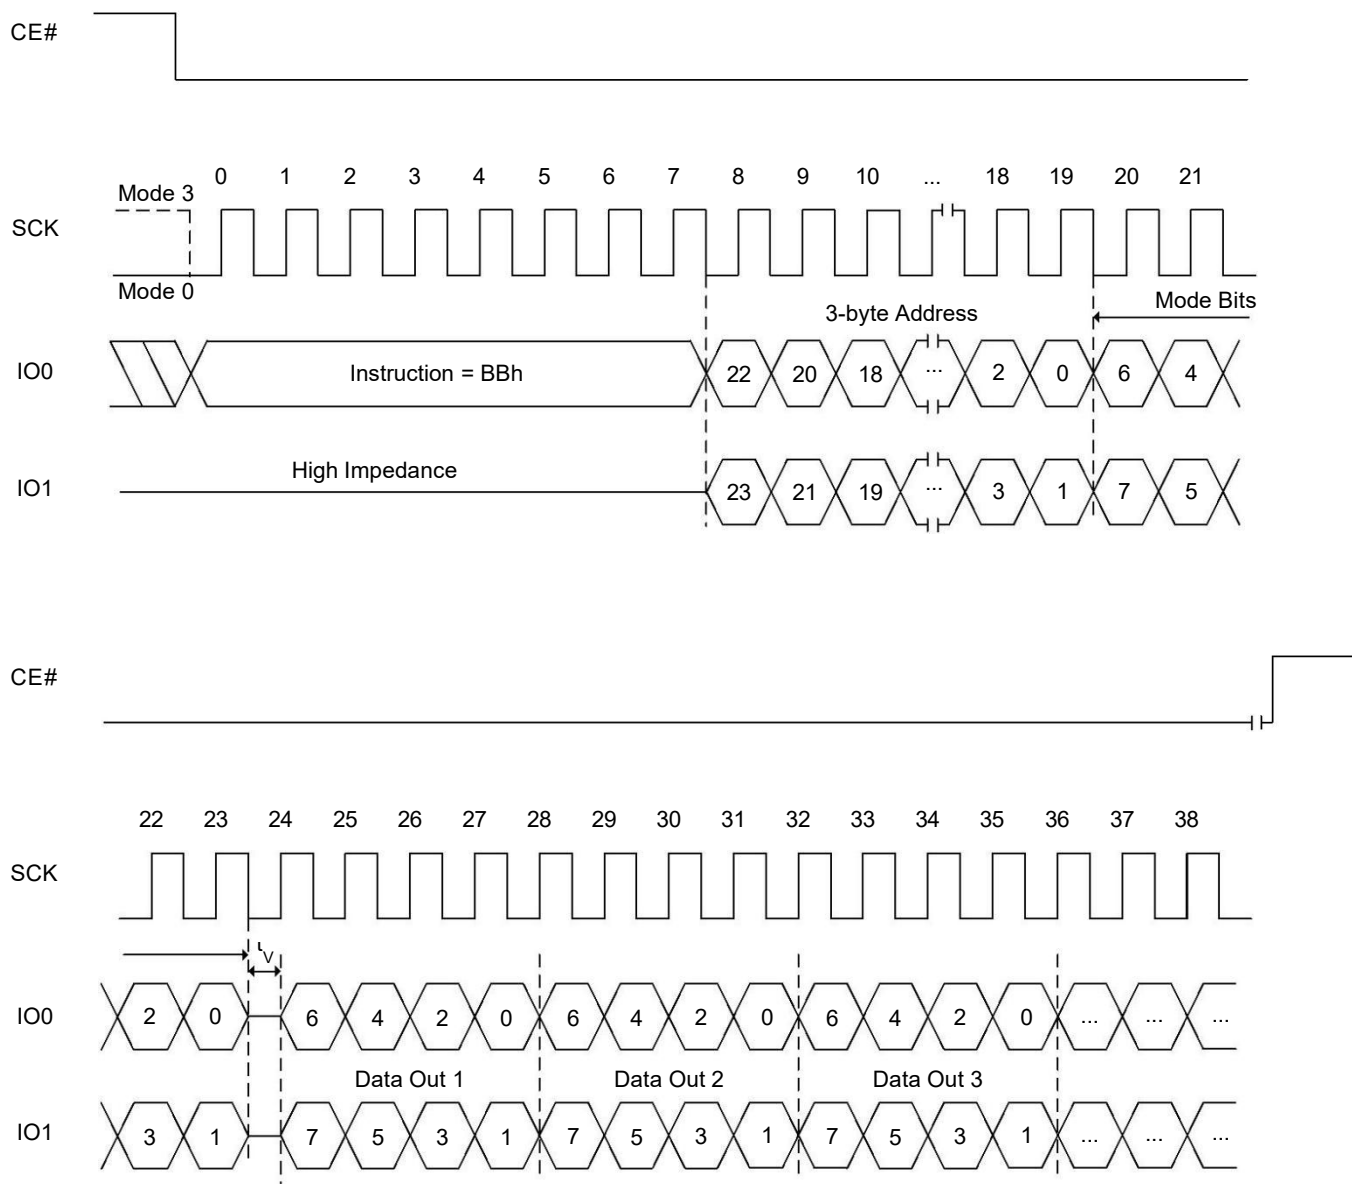 CE#
0 1 2 3 4 5 6 7 8 9 10 ... 18 19 20 21
Mode 3
SCK
Mode 0
3-byte Address
Mode Bits
IO0
Instruction = BBh
22 20 18 ... 2 0 6 4
High Impedance
IO1
23 21 19 ... 3 1 7 5
CE#
22 23 24 25 26 27 28 29 30 31 32 33 34 35 36 37 38
SCK
tV
IO0
2 0 6 4 2 0 6 4 2 0 6 4 2 0 ... ... ...
Data Out 1 Data Out 2 Data Out 3
IO1
3 1 7 5 3 1 7 5 3 1 7 5 3 1 ... ... ...